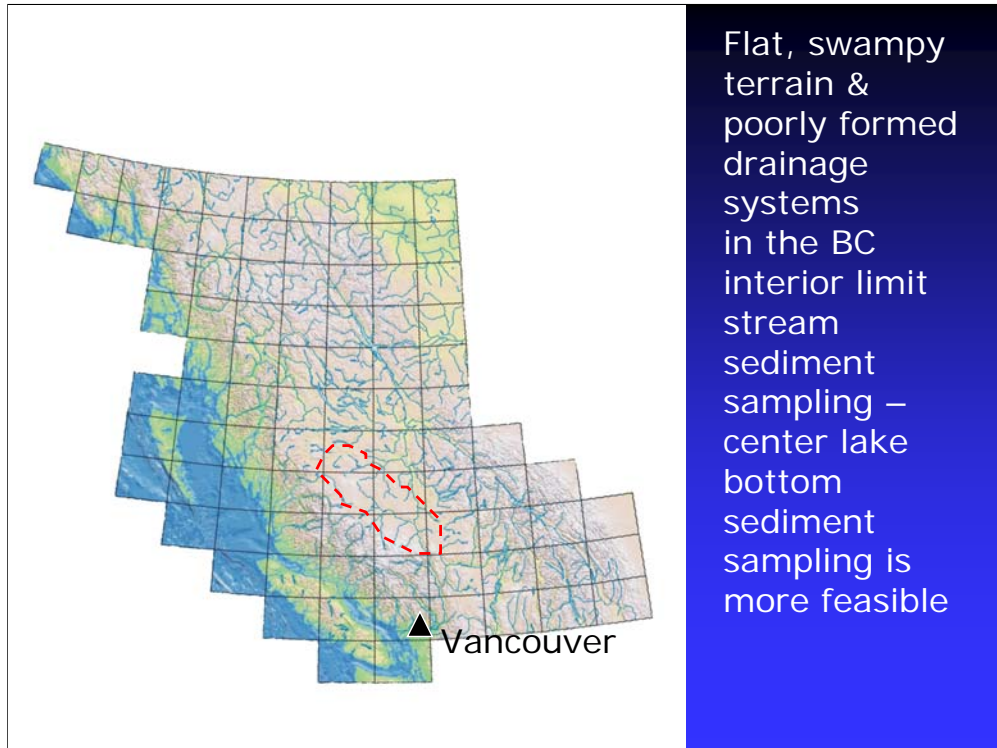 Flat, swampy
terrain &
poorly formed
drainage
systems
in the BC
interior limit
stream
sediment
sampling –
center lake
bottom
sediment
sampling is
more feasible
Vancouver